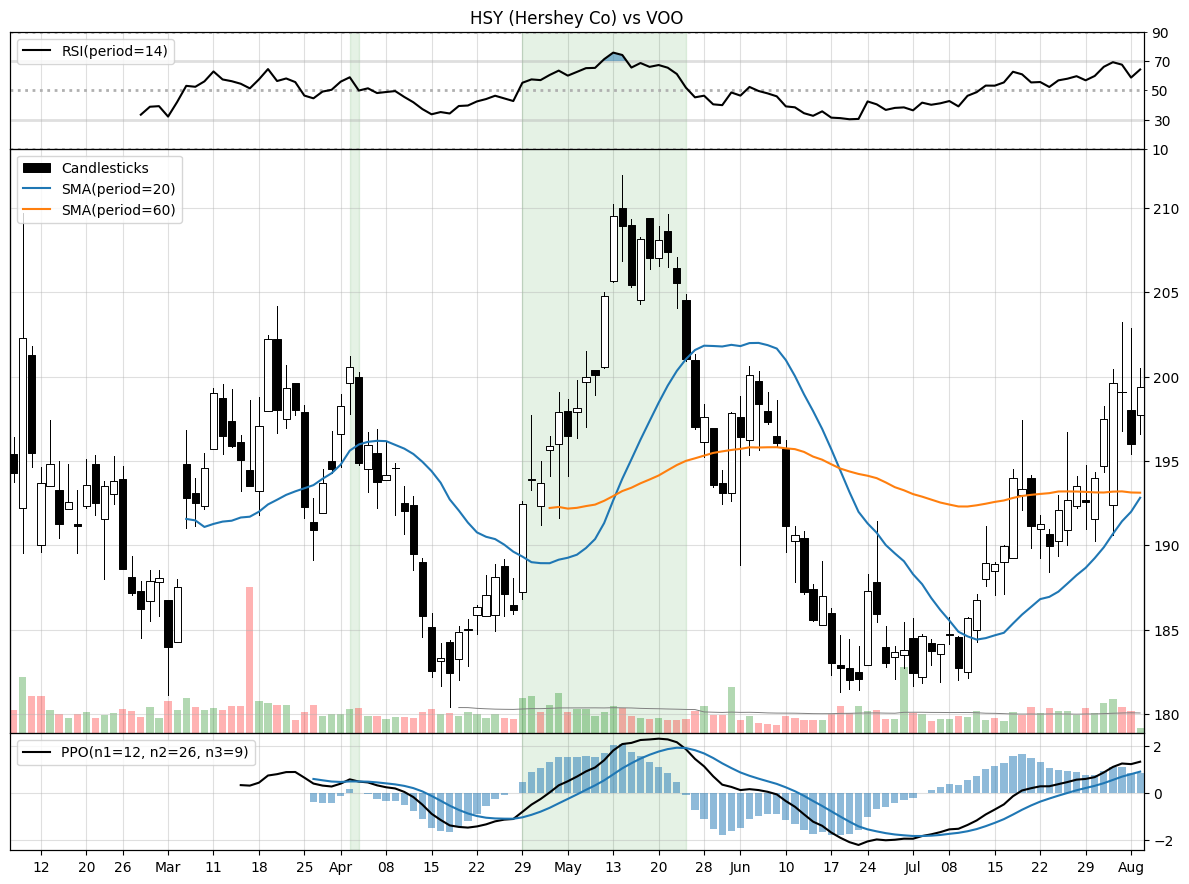 HSY (Hershey Co) vs VOO
RSI(period=14)
90
70
50
30
10
Candlesticks
SMA(period=20)
SMA(period=60)
210
205
200
195
190
185
180
PPO(n1=12, n2=26, n3=9)
2
0
−2
12 20 26 Mar 11 18 25 Apr 08 15 22 29 May 13 20 28 Jun 10 17 24 Jul 08 15 22 29 Aug